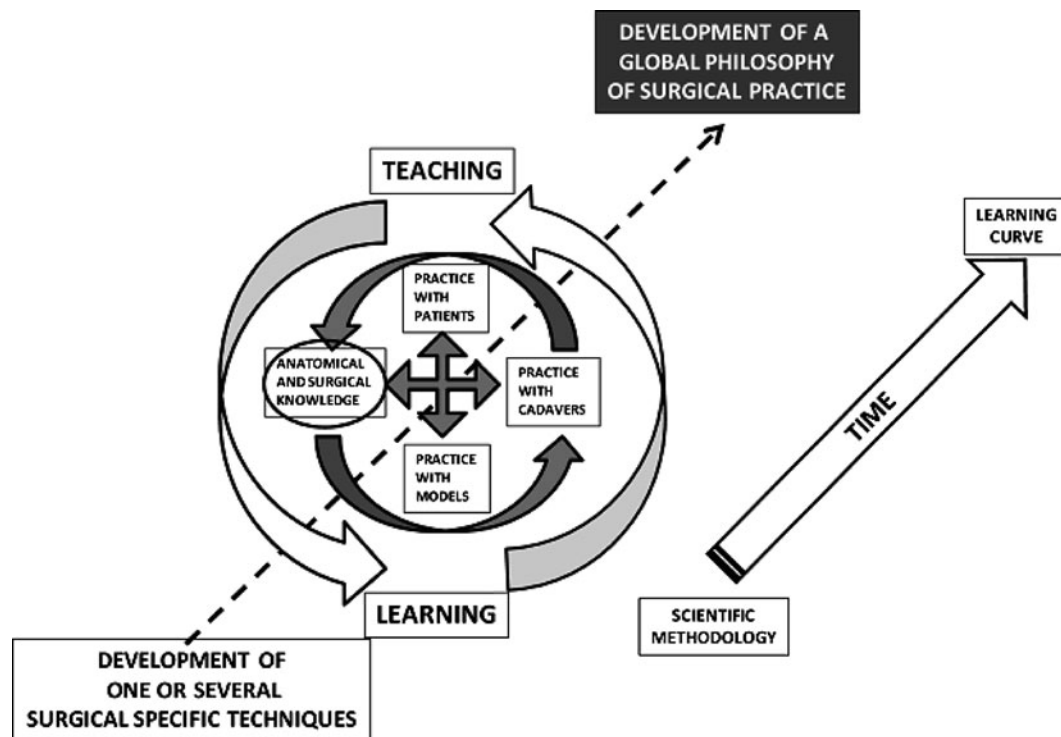 DEVELOPMENT OF A
GLOBAL PHILOSOPHY
OF SURGICAL PRACTICE
TEACHING
LEARNING
CURVE
PRACTICE
WITH
PATIENTS
ANATOMICAL
AND SURGICAL
KNOWLEDGE
PRACTICE
WITH
CADAVERS
PRACTICE
WITH
MODELS
TIME
LEARNING
SCIENTIFIC
METHODOLOGY
DEVELOPMENT OF
ONE OR SEVERAL
SURGICAL SPECIFIC TECHNIQUES